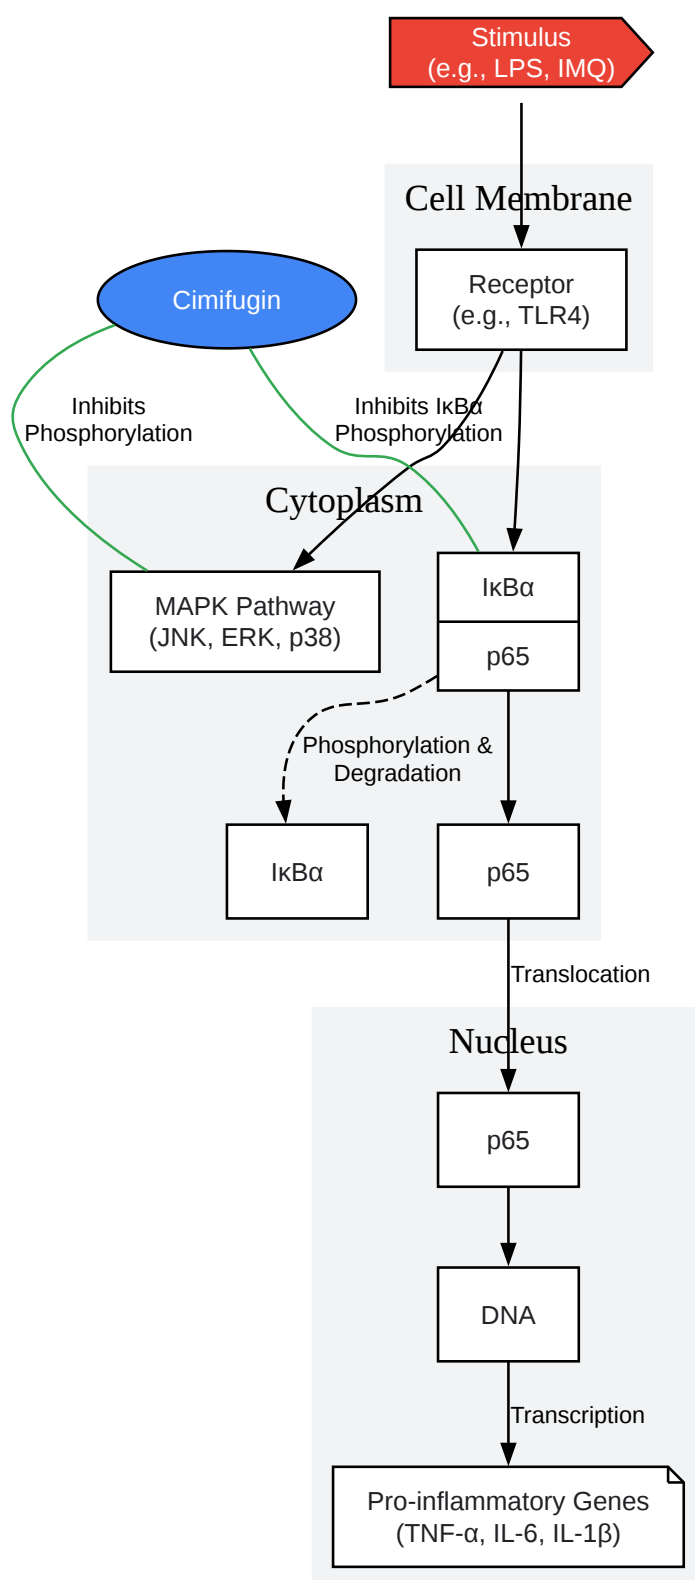 Stimulus
(e.g., LPS, IMQ)
Cell Membrane
Receptor
(e.g., TLR4)
Cimifugin
Inhibits
Phosphorylation
Inhibits IκBα
Phosphorylation
Cytoplasm
MAPK Pathway
(JNK, ERK, p38)
IκBα
p65
Phosphorylation &
Degradation
IκBα
p65
Translocation
Nucleus
p65
DNA
Transcription
Pro-inflammatory Genes
(TNF-α, IL-6, IL-1β)